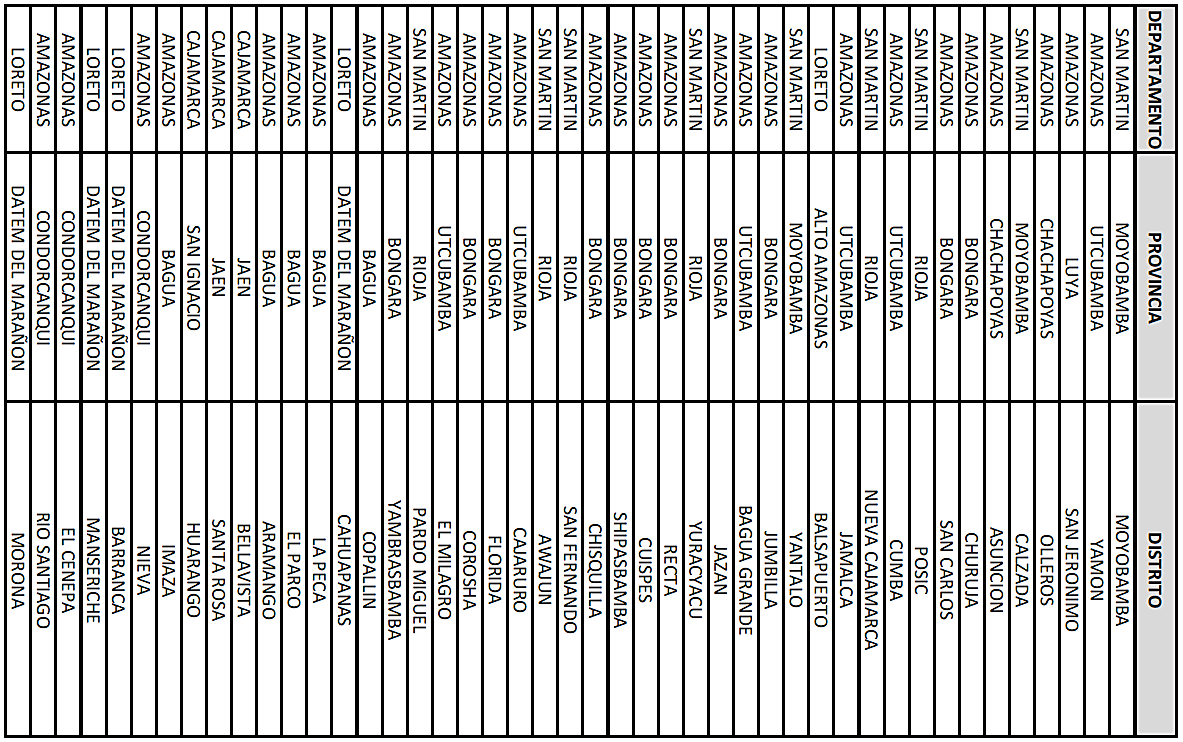 DEPARTAMENTO PROVINCIA DISTRITO
SAN MARTIN MOYOBAMBA MOYOBAMBA
AMAZONAS UTCUBAMBA YAMON
AMAZONAS LUYA SAN JERONIMO
AMAZONAS CHACHAPOYAS OLLEROS
SAN MARTIN MOYOBAMBA CALZADA
AMAZONAS CHACHAPOYAS ASUNCION
AMAZONAS BONGARA CHURUJA
AMAZONAS BONGARA SAN CARLOS
SAN MARTIN RIOJA POSIC
AMAZONAS UTCUBAMBA CUMBA
SAN MARTIN RIOJA NUEVA CAJAMARCA
AMAZONAS UTCUBAMBA JAMALCA
LORETO ALTO AMAZONAS BALSAPUERTO
SAN MARTIN MOYOBAMBA YANTALO
AMAZONAS BONGARA JUMBILLA
AMAZONAS UTCUBAMBA BAGUA GRANDE
AMAZONAS BONGARA JAZAN
SAN MARTIN RIOJA YURACYACU
AMAZONAS BONGARA RECTA
AMAZONAS BONGARA CUISPES
AMAZONAS BONGARA SHIPASBAMBA
AMAZONAS BONGARA CHISQUILLA
SAN MARTIN RIOJA SAN FERNANDO
SAN MARTIN RIOJA AWAJUN
AMAZONAS UTCUBAMBA CAJARURO
AMAZONAS BONGARA FLORIDA
AMAZONAS BONGARA COROSHA
AMAZONAS UTCUBAMBA EL MILAGRO
SAN MARTIN RIOJA PARDO MIGUEL
AMAZONAS BONGARA YAMBRASBAMBA
AMAZONAS BAGUA COPALLIN
LORETO DATEM DEL MARAÑON CAHUAPANAS
AMAZONAS BAGUA LA PECA
AMAZONAS BAGUA EL PARCO
AMAZONAS BAGUA ARAMANGO
CAJAMARCA JAEN BELLAVISTA
CAJAMARCA JAEN SANTA ROSA
CAJAMARCA SAN IGNACIO HUARANGO
AMAZONAS BAGUA IMAZA
AMAZONAS CONDORCANQUI NIEVA
LORETO DATEM DEL MARAÑON BARRANCA
LORETO DATEM DEL MARAÑON MANSERICHE
AMAZONAS CONDORCANQUI EL CENEPA
AMAZONAS CONDORCANQUI RIO SANTIAGO
LORETO DATEM DEL MARAÑON MORONA